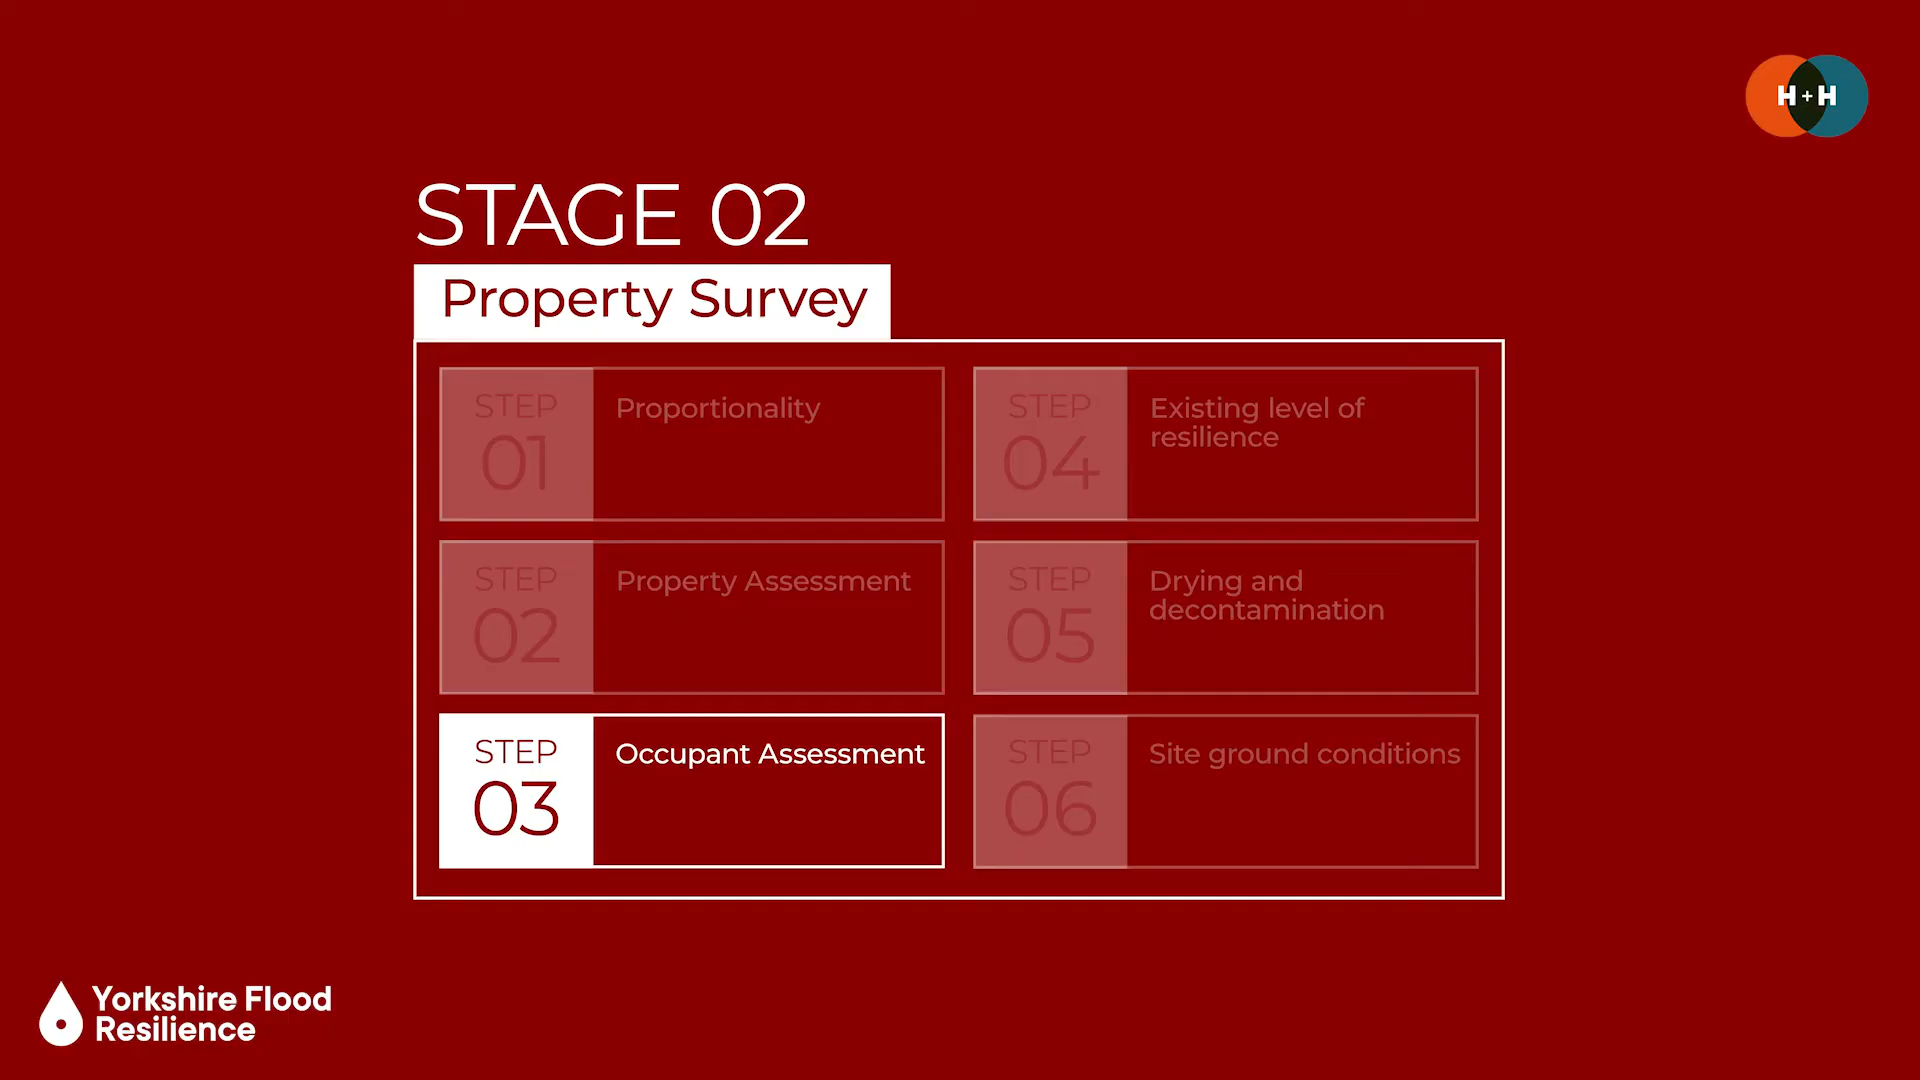 H+H
STAGE 02
Property Survey
STEP
01
Proportionality
STEP
02
Property Assessment
STEP
03
Occupant Assessment
STEP
04
Existing level of
resilience
STEP
05
Drying and
decontamination
STEP
06
Site ground conditions
Yorkshire Flood
Resilience